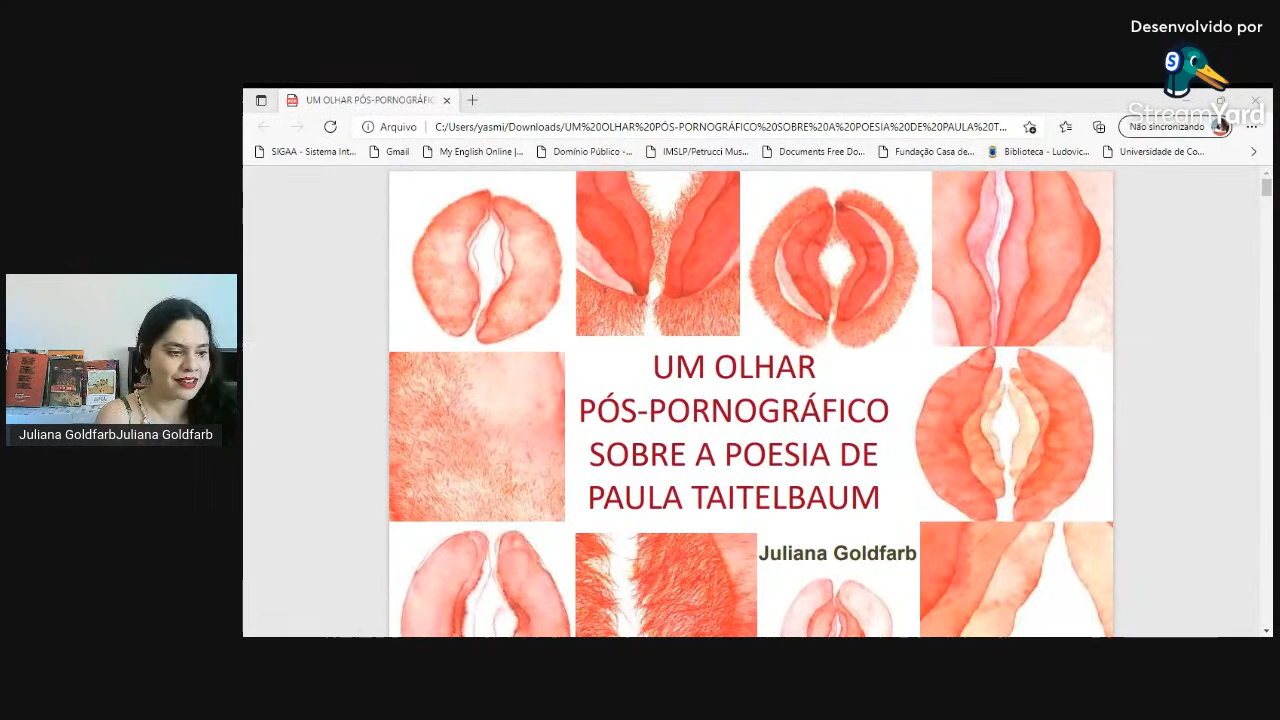 Desenvolvido por
StreamYard
UM OLHAR PÓS-PORNOGRÁFIC
Arquivo
C:/Users/yasmi/Downloads/UM%20OLHAR%20PÓS-PORNOGRÁFICO%20SOBRE%20A%20POESIA%20DE%20PAULA%20T...
Não sincronizando
SIGAA - Sistema Int...
Gmail
My English Online |...
Domínio Público -...
IMSLP/Petrucci Mus...
Documents Free Do...
Fundação Casa de...
Biblioteca - Ludovic...
Universidade de Co...
UM OLHAR
PÓS-PORNOGRÁFICO
SOBRE A POESIA DE
PAULA TAITELBAUM
Juliana Goldfarb
Juliana GoldfarbJuliana Goldfarb